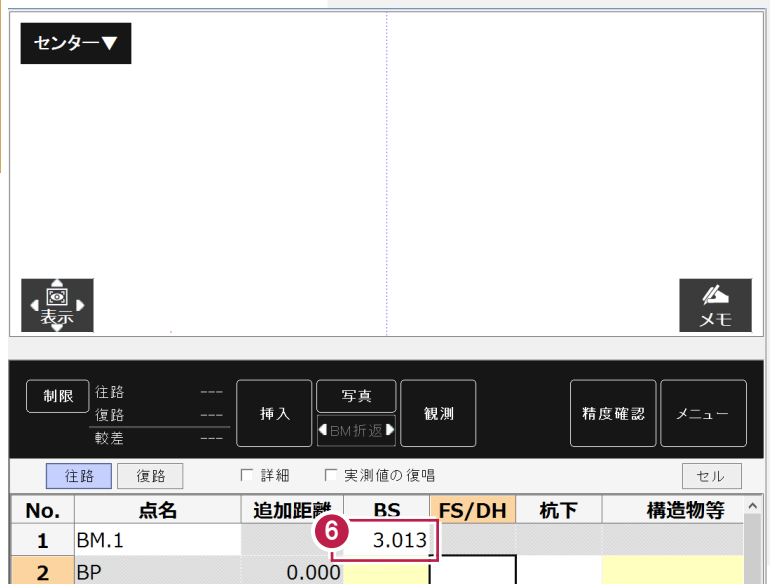 センター▼
表示
メモ
制限 往路 --- 挿入 写真 観測 精度確認 メニュー
復路 ---
BM折返
較差 ---
往路 復路 詳細 実測値の復唱 セル
No. 点名 追加距離 BS FS/DH 杭下 構造物等
6
1 BM.1 3.013
2 BP 0.000